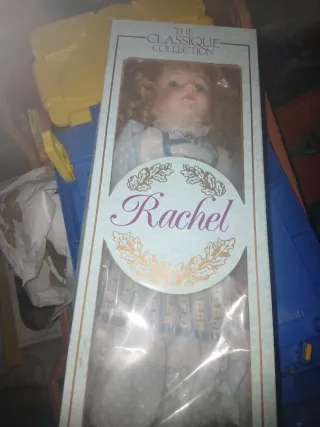 THE
CLASSIQUE
COLLECTION
Rachel